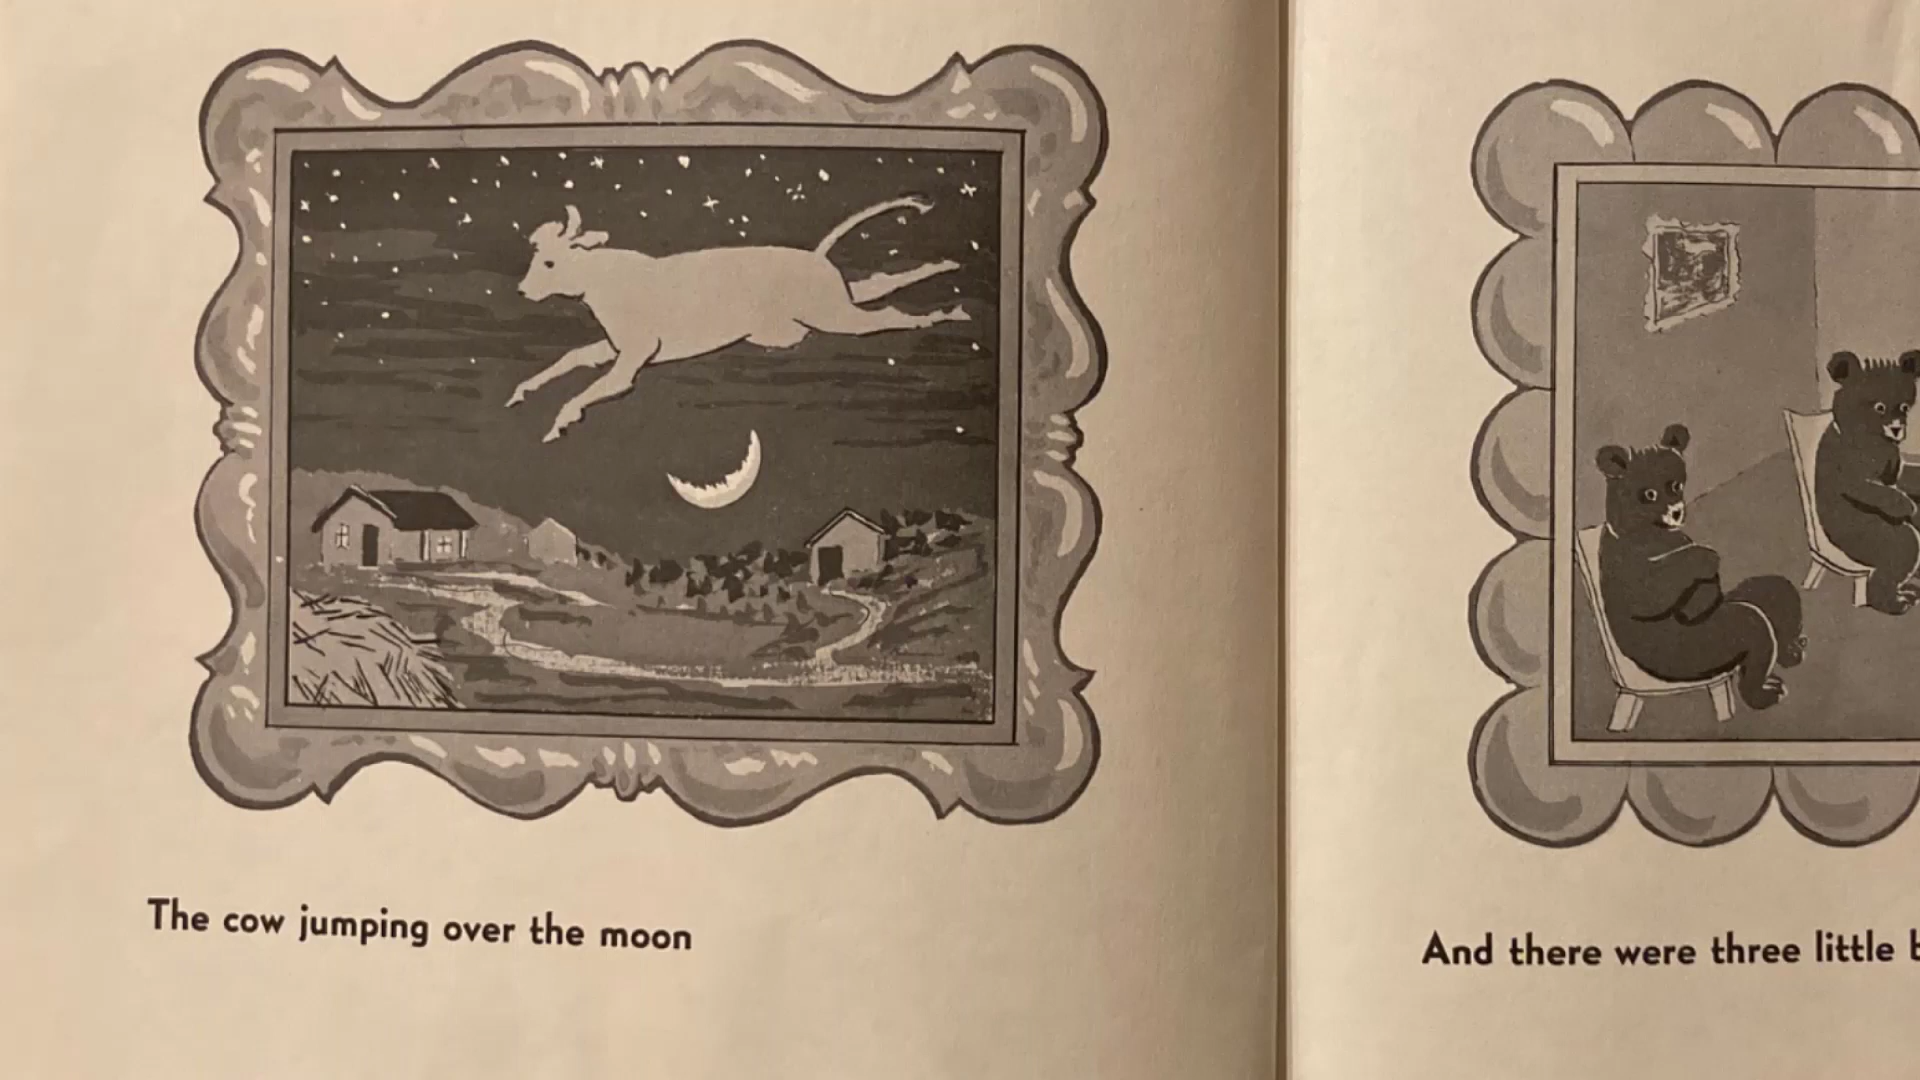 The cow jumping over the moon
And there were three little